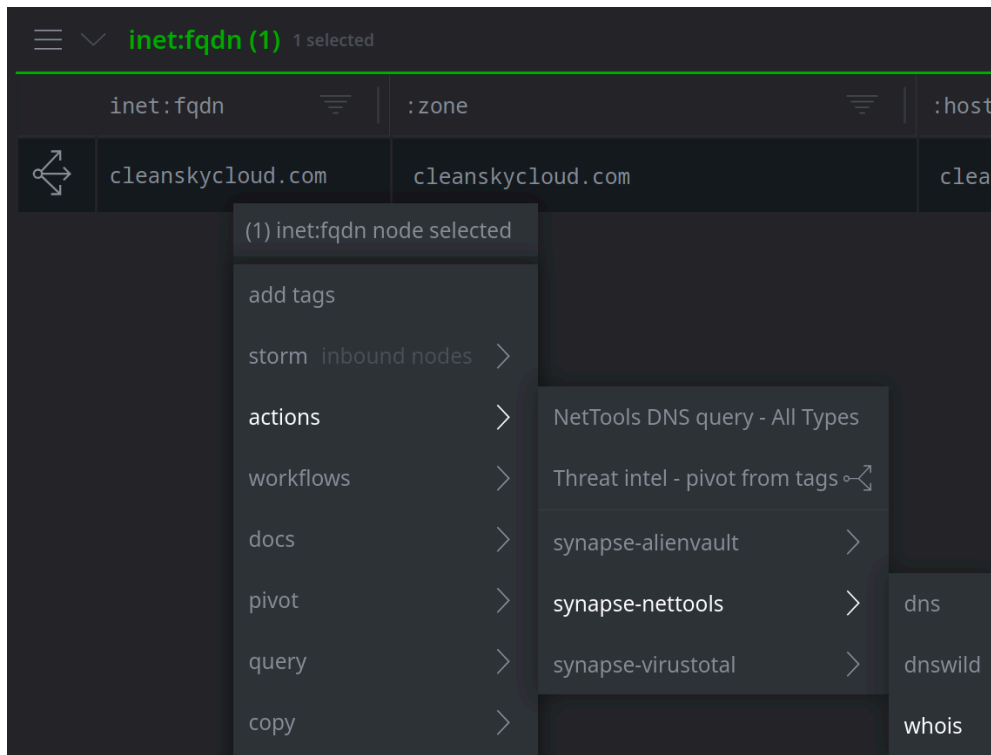 inet:fqdn (1) 1 selected
inet:fqdn :zone :host
cleanskycloud.com cleanskycloud.com clea
(1) inet:fqdn node selected
add tags
storm inbound nodes
actions
NetTools DNS query - All Types
workflows
Threat intel - pivot from tags
docs
synapse-alienvault
pivot
synapse-nettools
dns
query
synapse-virustotal
dnswild
copy
whois